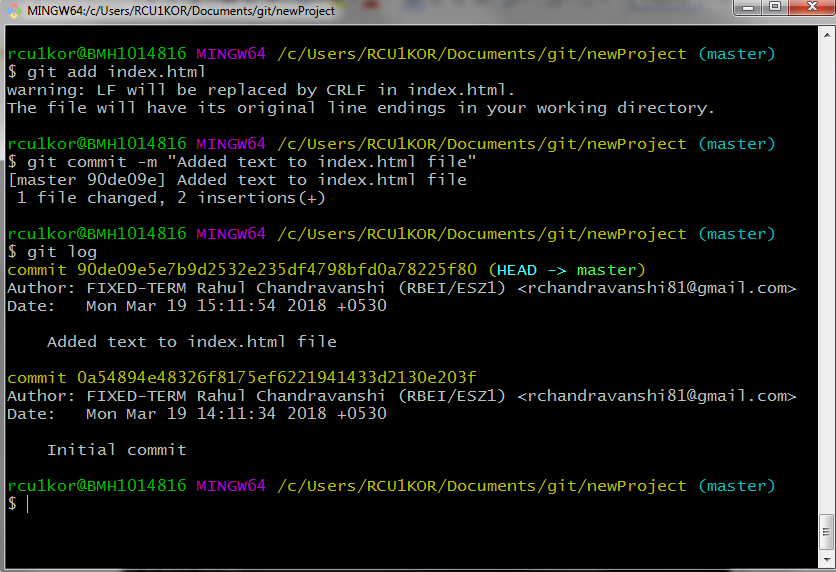 MINGW64:/c/Users/RCU1KOR/Documents/git/newProject
rcu1kor@BMH1014816 MINGW64 /c/Users/RCU1KOR/Documents/git/newProject (master)
$ git add index.html
warning: LF will be replaced by CRLF in index.html.
The file will have its original line endings in your working directory.
rcu1kor@BMH1014816 MINGW64 /c/Users/RCU1KOR/Documents/git/newProject (master)
$ git commit -m "Added text to index.html file"
[master 90de09e] Added text to index.html file
 1 file changed, 2 insertions(+)
rcu1kor@BMH1014816 MINGW64 /c/Users/RCU1KOR/Documents/git/newProject (master)
$ git log
commit 90de09e5e7b9d2532e235df4798bfd0a78225f80 (HEAD -> master)
Author: FIXED-TERM Rahul Chandravanshi (RBEI/ESZ1) <rchandravanshi81@gmail.com>
Date:   Mon Mar 19 15:11:54 2018 +0530
    Added text to index.html file
commit 0a54894e48326f8175ef6221941433d2130e203f
Author: FIXED-TERM Rahul Chandravanshi (RBEI/ESZ1) <rchandravanshi81@gmail.com>
Date:   Mon Mar 19 14:11:34 2018 +0530
    Initial commit
rcu1kor@BMH1014816 MINGW64 /c/Users/RCU1KOR/Documents/git/newProject (master)
$